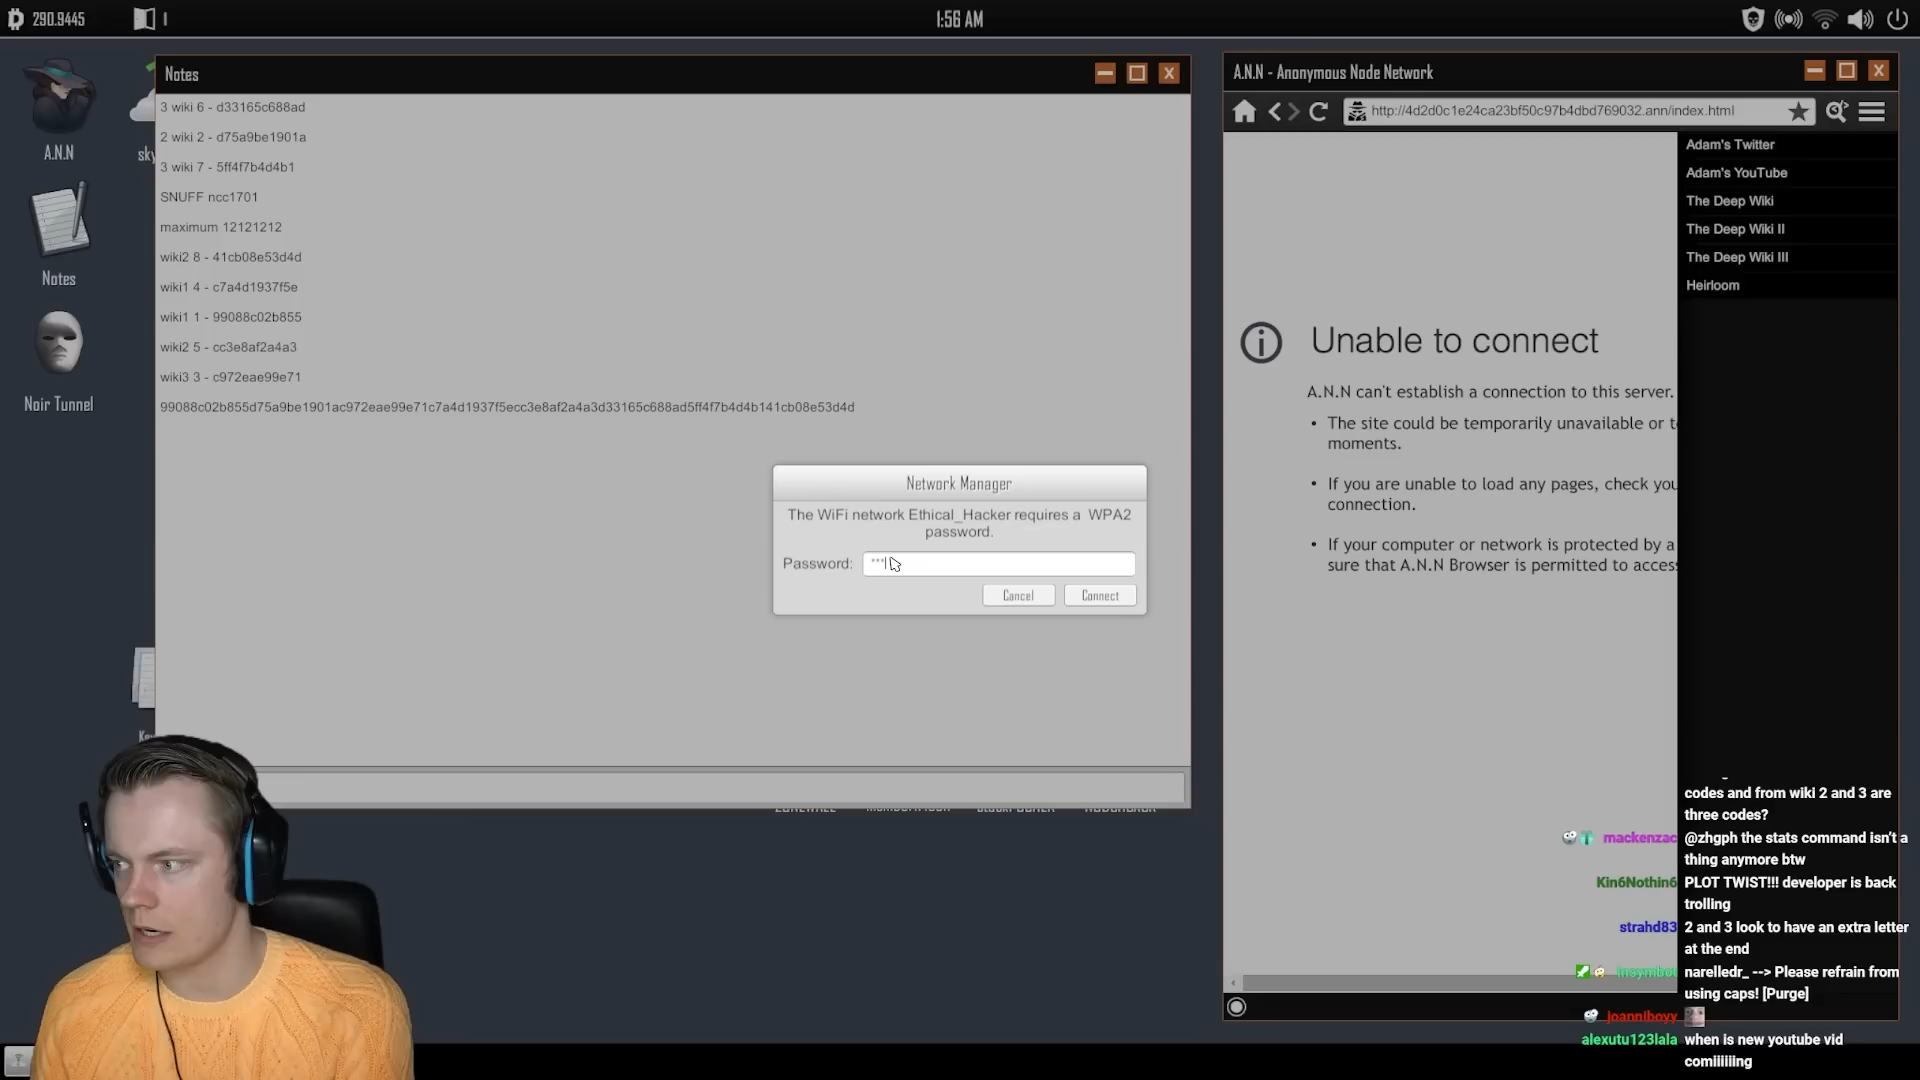 290.9445
1
1:56 AM
A.N.N
sky
Notes
Noir Tunnel
Notes
3 wiki 6 - d33165c688ad
2 wiki 2 - d75a9be1901a
3 wiki 7 - 5ff4f7b4d4b1
SNUFF ncc1701
maximum 12121212
wiki2 8 - 41cb08e53d4d
wiki1 4 - c7a4d1937f5e
wiki1 1 - 99088c02b855
wiki2 5 - cc3e8af2a4a3
wiki3 3 - c972eae99e71
99088c02b855d75a9be1901ac972eae99e71c7a4d1937f5ecc3e8af2a4a3d33165c688ad5ff4f7b4d4b141cb08e53d4d
Network Manager
The WiFi network Ethical_Hacker requires a WPA2
password.
Password: ***
Cancel
Connect
A.N.N - Anonymous Node Network
http://4d2d0c1e24ca23bf50c97b4dbd769032.ann/index.html
Adam's Twitter
Adam's YouTube
The Deep Wiki
The Deep Wiki II
The Deep Wiki III
Heirloom
Unable to connect
A.N.N can't establish a connection to this server.
• The site could be temporarily unavailable or t
moments.
• If you are unable to load any pages, check you
connection.
• If your computer or network is protected by a
sure that A.N.N Browser is permitted to acces
codes and from wiki 2 and 3 are
three codes?
mackenzac @zhgph the stats command isn't a
thing anymore btw
Kin6Nothin6 PLOT TWIST!!! developer is back
trolling
strahd83 2 and 3 look to have an extra letter
at the end
insymbot narelledr_ --> Please refrain from
using caps! [Purge]
joanniboyy
alexutu123lala when is new youtube vid
comiiiiiing